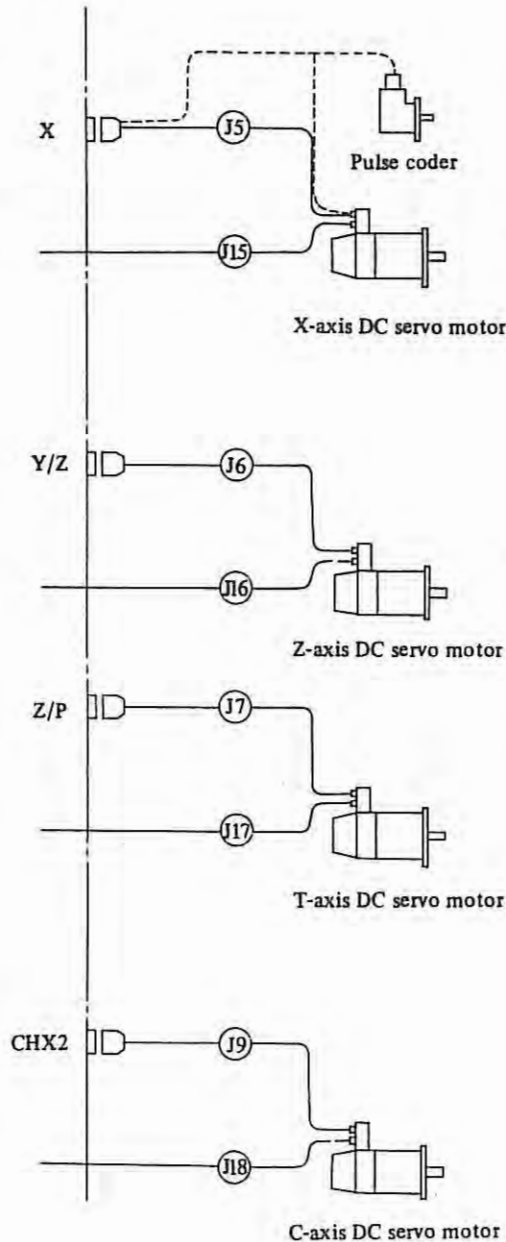 X
J5
Pulse coder
J15
X-axis DC servo motor
Y/Z
J6
J16
Z-axis DC servo motor
Z/P
J7
J17
T-axis DC servo motor
CHX2
J9
J18
C-axis DC servo motor